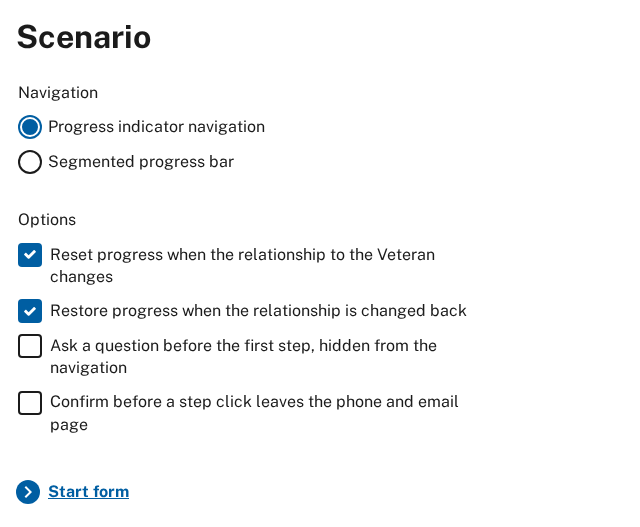 Scenario
Navigation
Progress indicator navigation
Segmented progress bar
Options
Reset progress when the relationship to the Veteran
changes
Restore progress when the relationship is changed back
Ask a question before the first step, hidden from the
navigation
Confirm before a step click leaves the phone and email
page
Start form